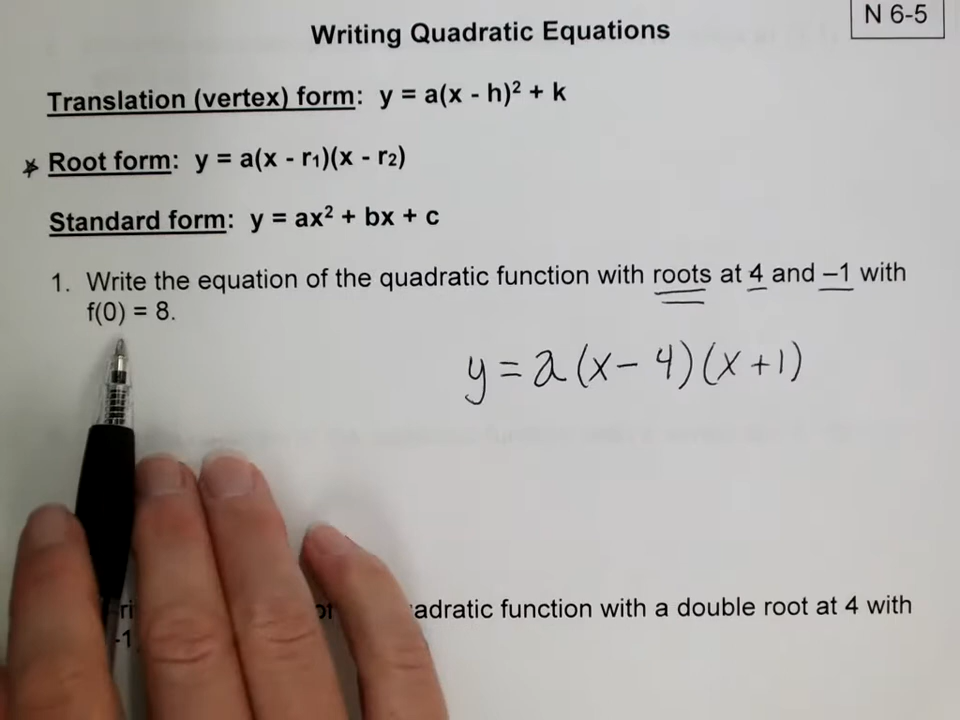 N 6-5
Writing Quadratic Equations
Translation (vertex) form: y = a(x - h)² + k
* Root form: y = a(x - r₁)(x - r₂)
Standard form: y = ax² + bx + c
1. Write the equation of the quadratic function with roots at 4 and –1 with
f(0) = 8.
y = a (x – 4)(x + 1)
adratic function with a double root at 4 with